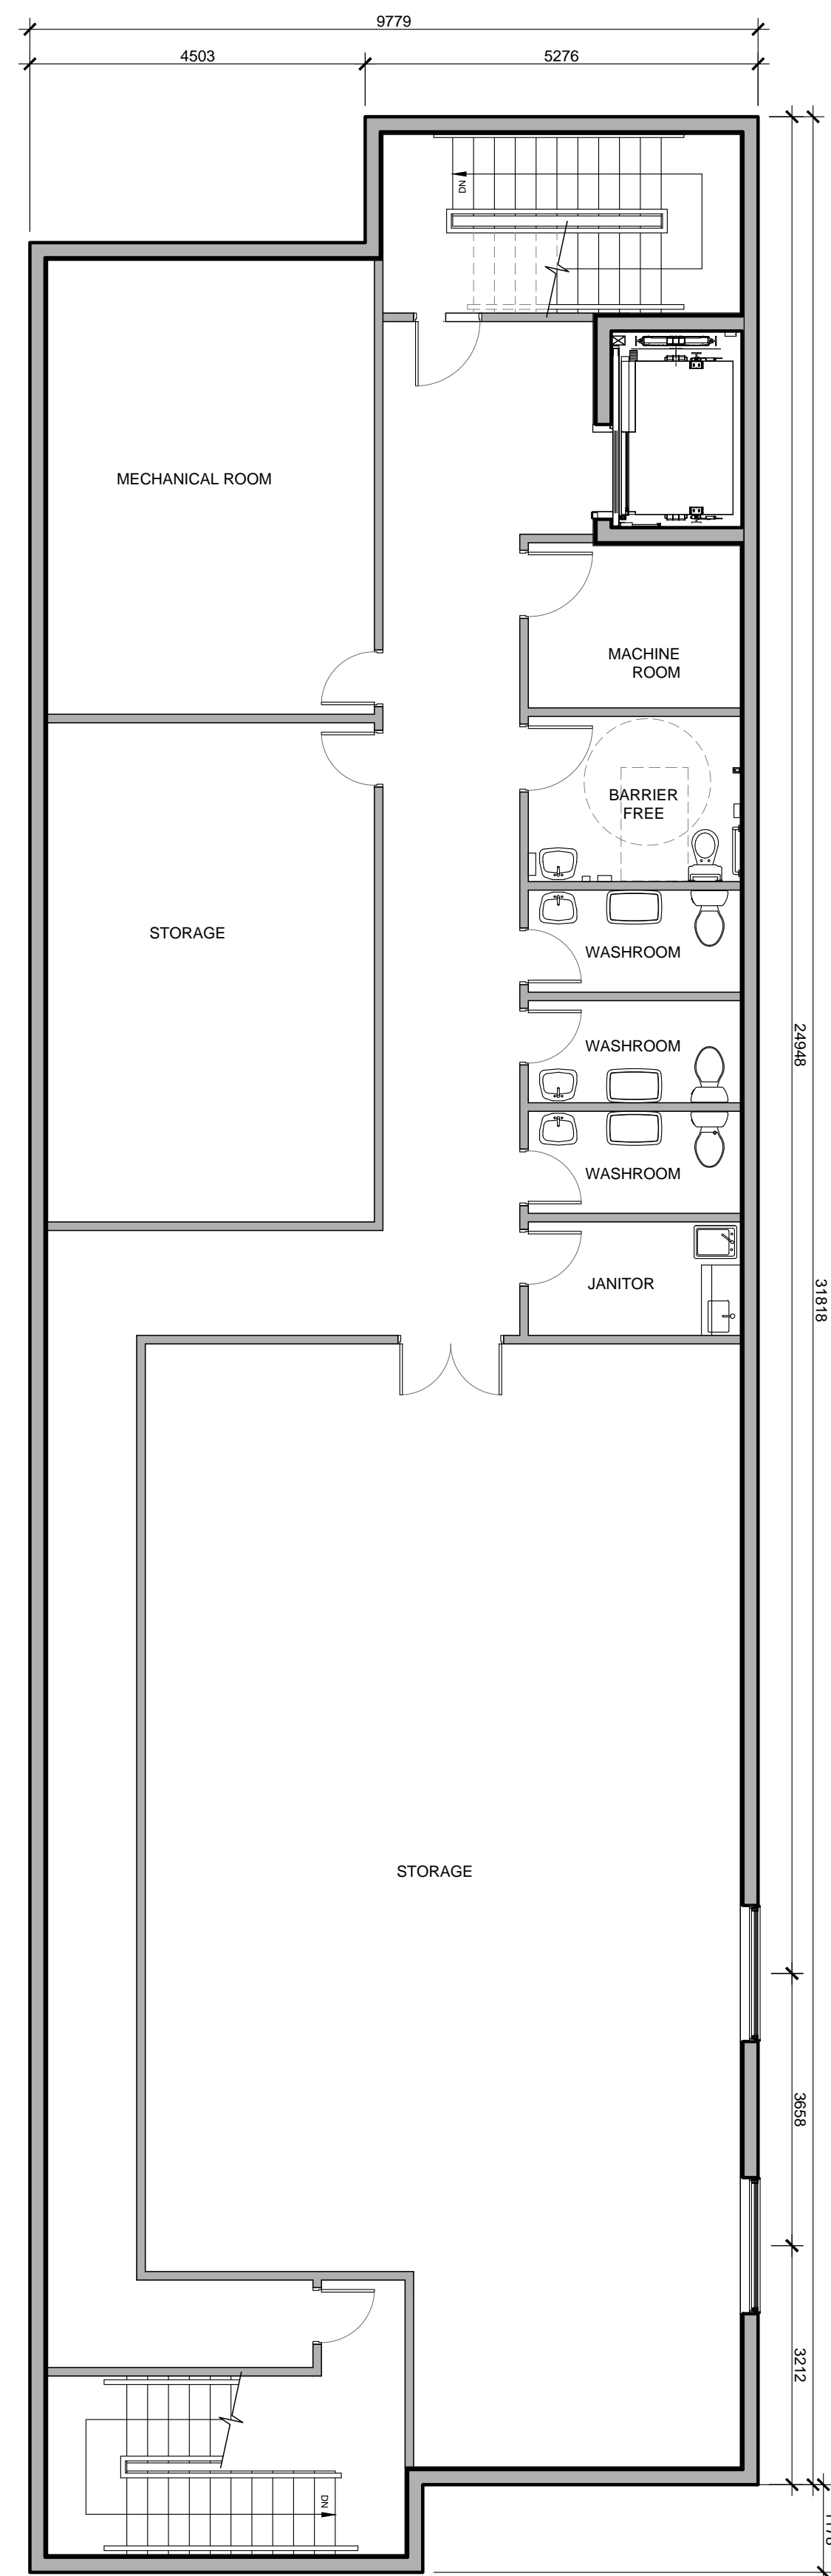 9779
4503
5276
DN
MECHANICAL ROOM
MACHINE
ROOM
BARRIER
FREE
STORAGE
WASHROOM
WASHROOM
24948
WASHROOM
JANITOR
31818
STORAGE
3658
3212
DN